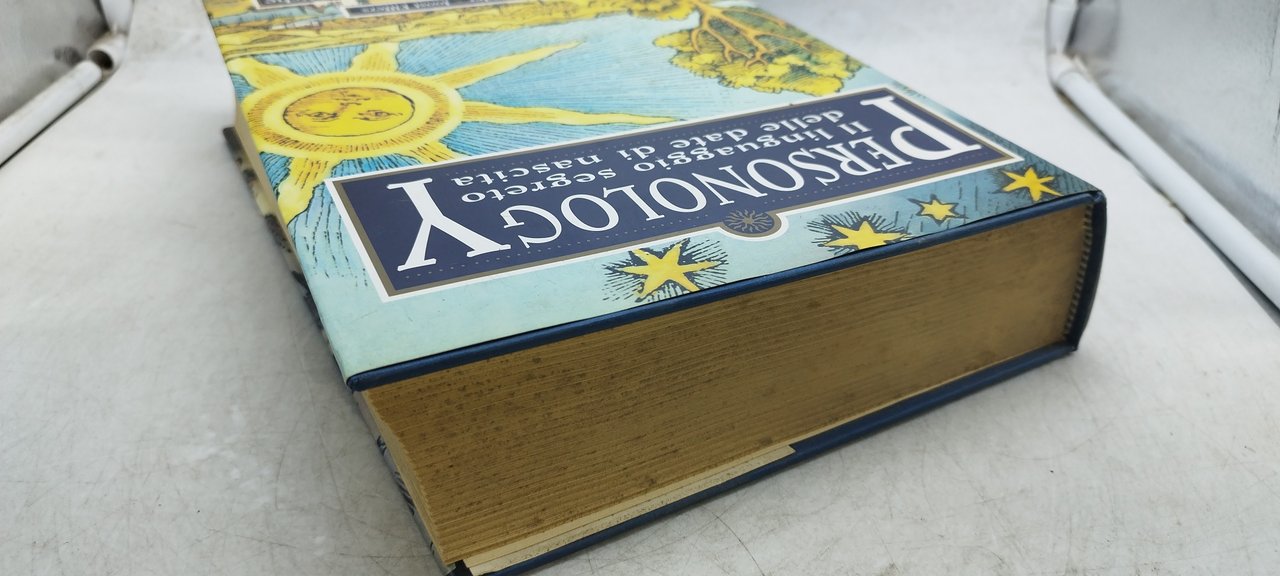 PERSONOLOGY
Il linguaggio segreto
delle date di nascita